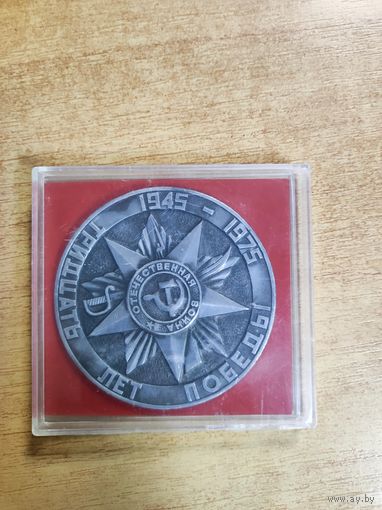 1945 - 1975
ТРИДЦАТЬ
ЛЕТ ПОБЕДЫ
ОТЕЧЕСТВЕННАЯ
ВОЙНА
www.ay.by